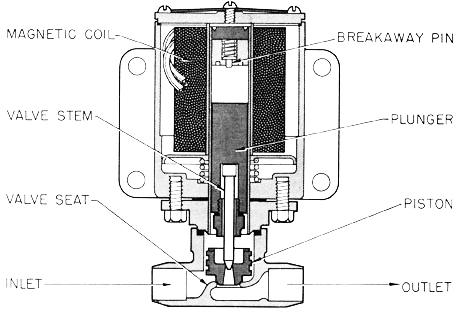 MAGNETIC COIL
BREAKAWAY PIN
VALVE STEM
PLUNGER
VALVE SEAT
PISTON
INLET
OUTLET